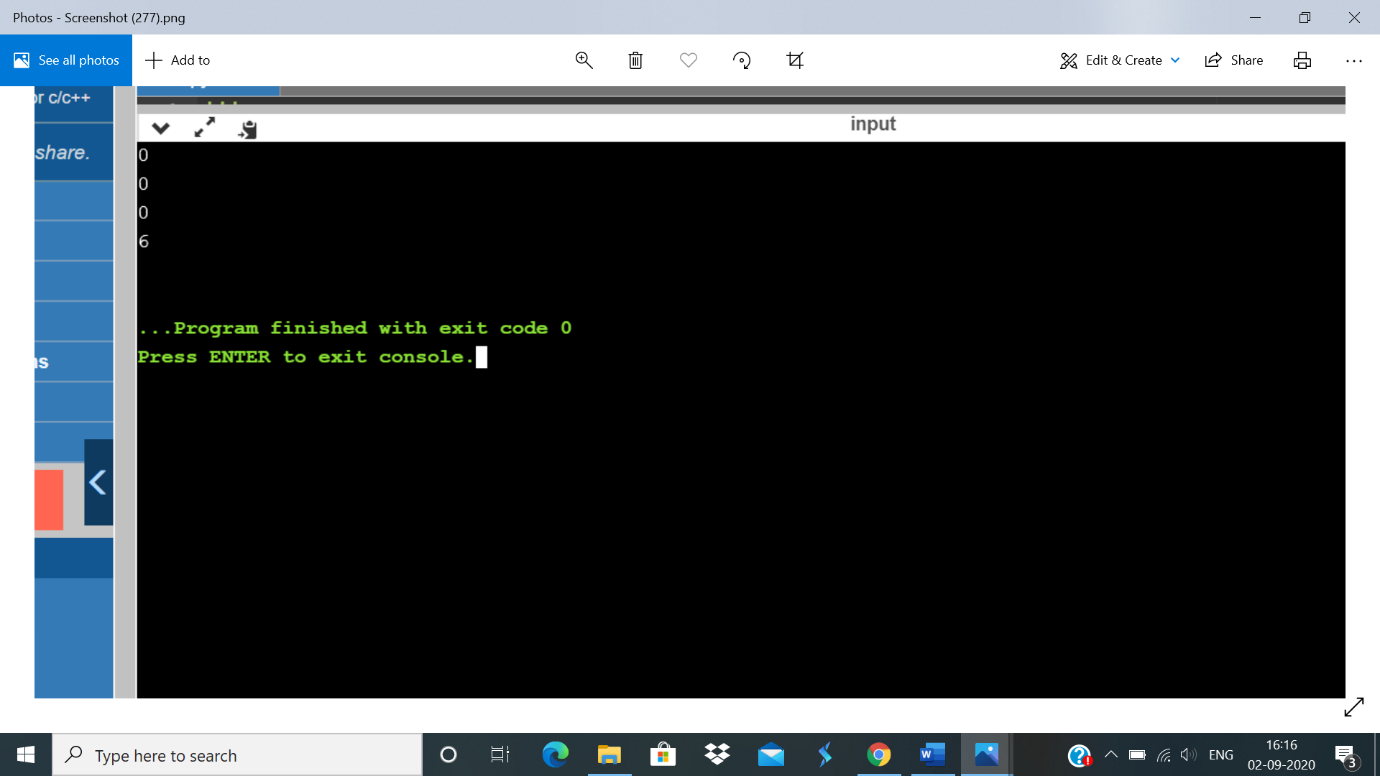 Photos - Screenshot (277).png
See all photos
Add to
Edit & Create
Share
or c/c++
input
share.
0
0
0
6
...Program finished with exit code 0
Press ENTER to exit console.
Type here to search
ENG
16:16
02-09-2020
3